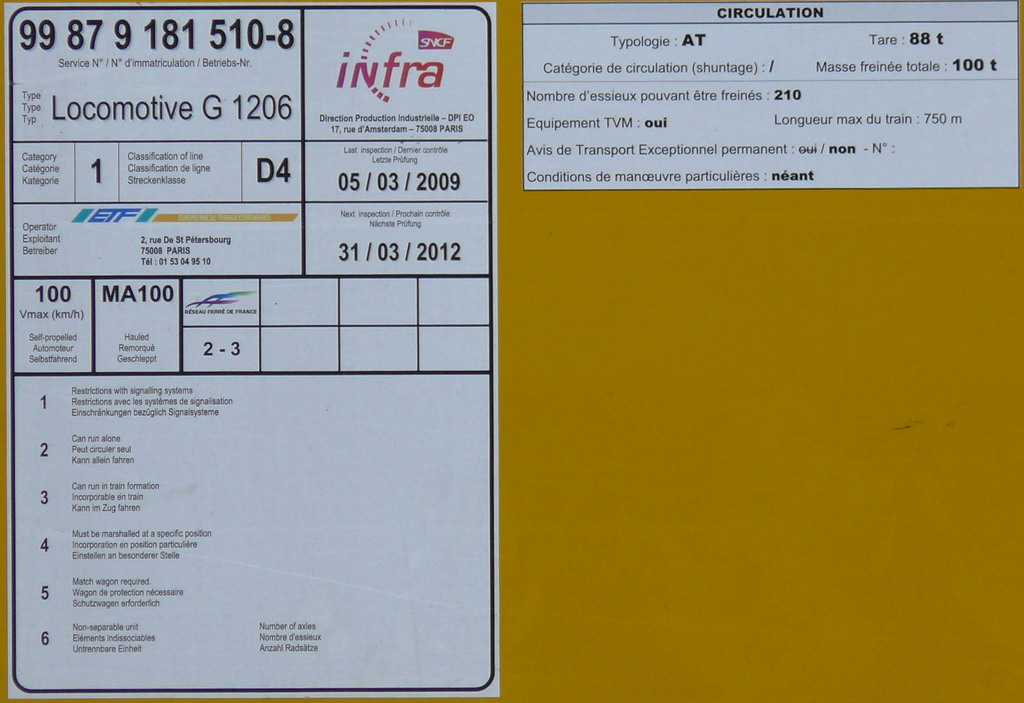 99 87 9 181 510-8
Service N° / N° d'immatriculation / Betriebs-Nr.
Type
Type
Typ
Locomotive G 1206
SNCF
infra
Direction Production Industrielle – DPI EO
17, rue d'Amsterdam – 75008 PARIS
Category
Catégorie
Kategorie
1
Classification of line
Classification de ligne
Streckenklasse
D4
Last inspection / Dernier contrôle
Letzte Prüfung
05 / 03 / 2009
Operator
Exploitant
Betreiber
ETF
EUROPEENNE DE TRAVAUX FERROVIAIRES
2, rue De St Pétersbourg
75008 PARIS
Tél : 01 53 04 95 10
Next inspection / Prochain contrôle
Nächste Prüfung
31 / 03 / 2012
100
Vmax (km/h)
Self-propelled
Automoteur
Selbstfahrend
MA100
Hauled
Remorqué
Geschleppt
RÉSEAU FERRÉ DE FRANCE
2 - 3
1
Restrictions with signalling systems
Restrictions avec les systèmes de signalisation
Einschränkungen bezüglich Signalsysteme
2
Can run alone
Peut circuler seul
Kann allein fahren
3
Can run in train formation
Incorporable en train
Kann im Zug fahren
4
Must be marshalled at a specific position
Incorporation en position particulière
Einstellen an besonderer Stelle
5
Match wagon required
Wagon de protection nécessaire
Schutzwagen erforderlich
6
Non-separable unit
Eléments indissociables
Untrennbare Einheit
Number of axles
Nombre d'essieux
Anzahl Radsätze
CIRCULATION
Typologie : AT
Tare : 88 t
Catégorie de circulation (shuntage) : /
Masse freinée totale : 100 t
Nombre d'essieux pouvant être freinés : 210
Equipement TVM : oui
Longueur max du train : 750 m
Avis de Transport Exceptionnel permanent : oui / non - N° :
Conditions de manœuvre particulières : néant